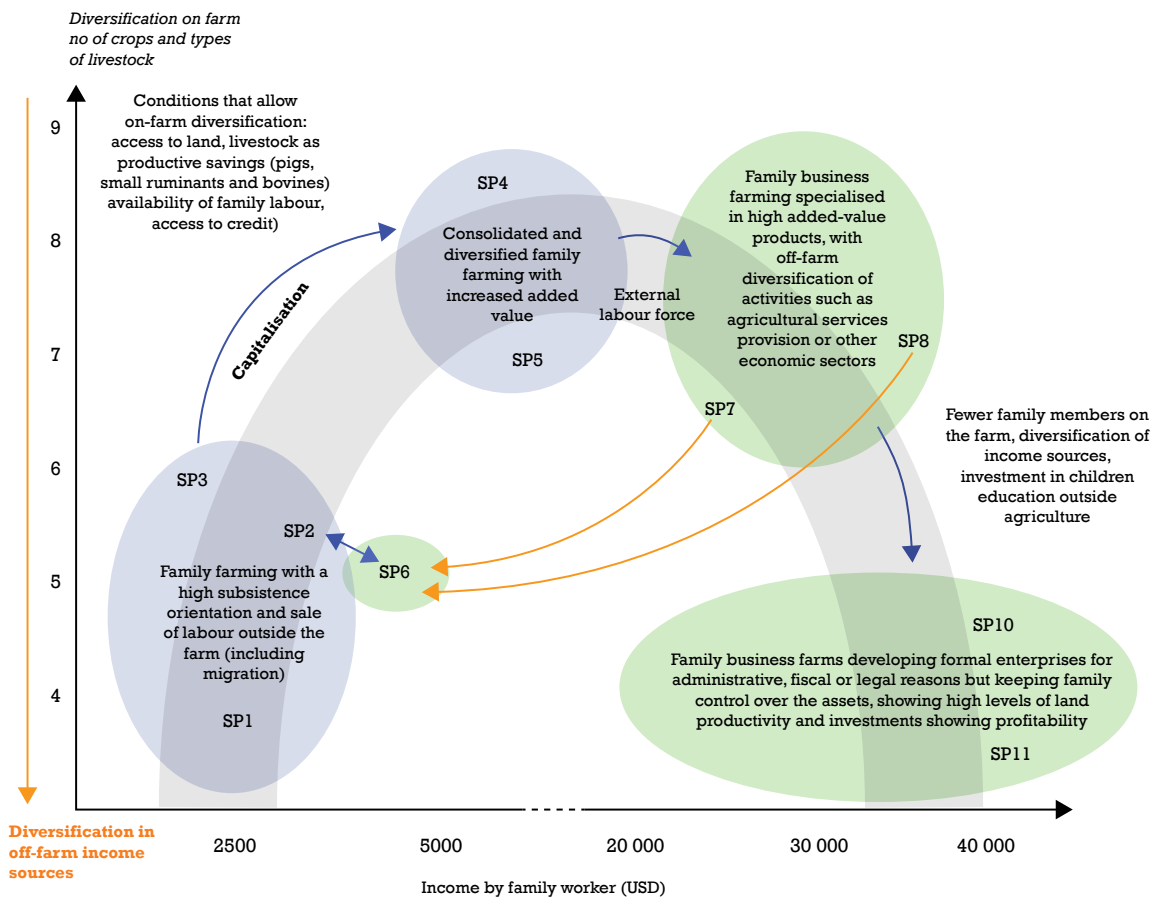 Diversification on farm
no of crops and types
of livestock
Conditions that allow
on-farm diversification:
access to land, livestock as
productive savings (pigs,
small ruminants and bovines)
availability of family labour,
access to credit)
9
8
7
6
5
4
Capitalisation
SP4
Consolidated and
diversified family
farming with
increased added
value
SP5
External
labour force
Family business
farming specialised
in high added-value
products, with
off-farm
diversification of
activities such as
agricultural services
provision or other
economic sectors
SP8
SP7
Fewer family members on
the farm, diversification of
income sources,
investment in children
education outside
agriculture
SP3
SP2
Family farming with a
high subsistence
orientation and sale
of labour outside the
farm (including
migration)
SP1
SP6
SP10
Family business farms developing formal enterprises for
administrative, fiscal or legal reasons but keeping family
control over the assets, showing high levels of land
productivity and investments showing profitability
SP11
Diversification in
off-farm income
sources
2500
5000
20 000
30 000
40 000
Income by family worker (USD)